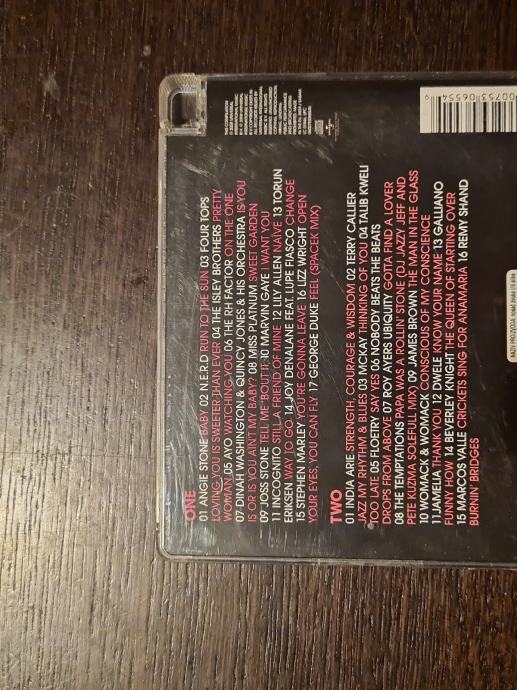 ONE
01 ANGIE STONE BABY 02 N.E.R.D RUN TO THE SUN 03 FOUR TOPS
LOVING YOU IS SWEETER THAN EVER 04 THE ISLEY BROTHERS PRETTY
WOMAN 05 AYO WATCHING YOU 06 THE RH FACTOR ON THE ONE
07 DINAH WASHINGTON & QUINCY JONES & HIS ORCHESTRA IS YOU
IS OR IS YOU AIN'T MY BABY? 08 MISS PLATNUM SWEET GARDEN
09 JOSS STONE TELL ME 'BOUT IT 10 MARVIN GAYE I WANT YOU
11 INCOGNITO STILL A FRIEND OF MINE 12 LILY ALLEN NAIVE 13 TORUN
ERIKSEN WAY TO GO 14 JOY DENALANE FEAT. LUPE FIASCO CHANGE
15 STEPHEN MARLEY YOU'RE GONNA LEAVE 16 LIZZ WRIGHT OPEN
YOUR EYES, YOU CAN FLY 17 GEORGE DUKE FEEL (SPACEK MIX)
TWO
01 INDIA ARIE STRENGTH, COURAGE & WISDOM 02 TERRY CALLIER
JAZZ MY RHYTHM & BLUES 03 MCKAY THINKING OF YOU 04 TALIB KWELI
TOO LATE 05 FLOETRY SAY YES 06 NOBODY BEATS THE BEATS
DROPS FROM ABOVE 07 ROY AYERS UBIQUITY GOTTA FIND A LOVER
08 THE TEMPTATIONS PAPA WAS A ROLLIN' STONE (DJ JAZZY JEFF AND
PETE KUZMA SOLEFULL MIX) 09 JAMES BROWN THE MAN IN THE GLASS
10 WOMACK & WOMACK CONSCIOUS OF MY CONSCIENCE
11 JAMELIA THANK YOU 12 DWELE KNOW YOUR NAME 13 GALLIANO
FUNNY HOW 14 BEVERLEY KNIGHT THE QUEEN OF STARTING OVER
15 MARCOS VALLE CRICKETS SING FOR ANAMARIA 16 REMY SHAND
BURNIN' BRIDGES
00753
06554
9